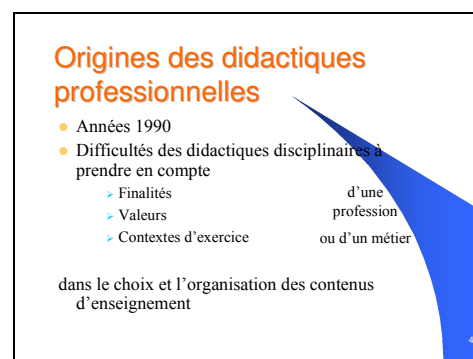 Origines des didactiques
professionnelles
Années 1990
Difficultés des didactiques disciplinaires à
prendre en compte
Finalités
Valeurs
Contextes d'exercice
d'une
profession
ou d'un métier
dans le choix et l'organisation des contenus
d'enseignement